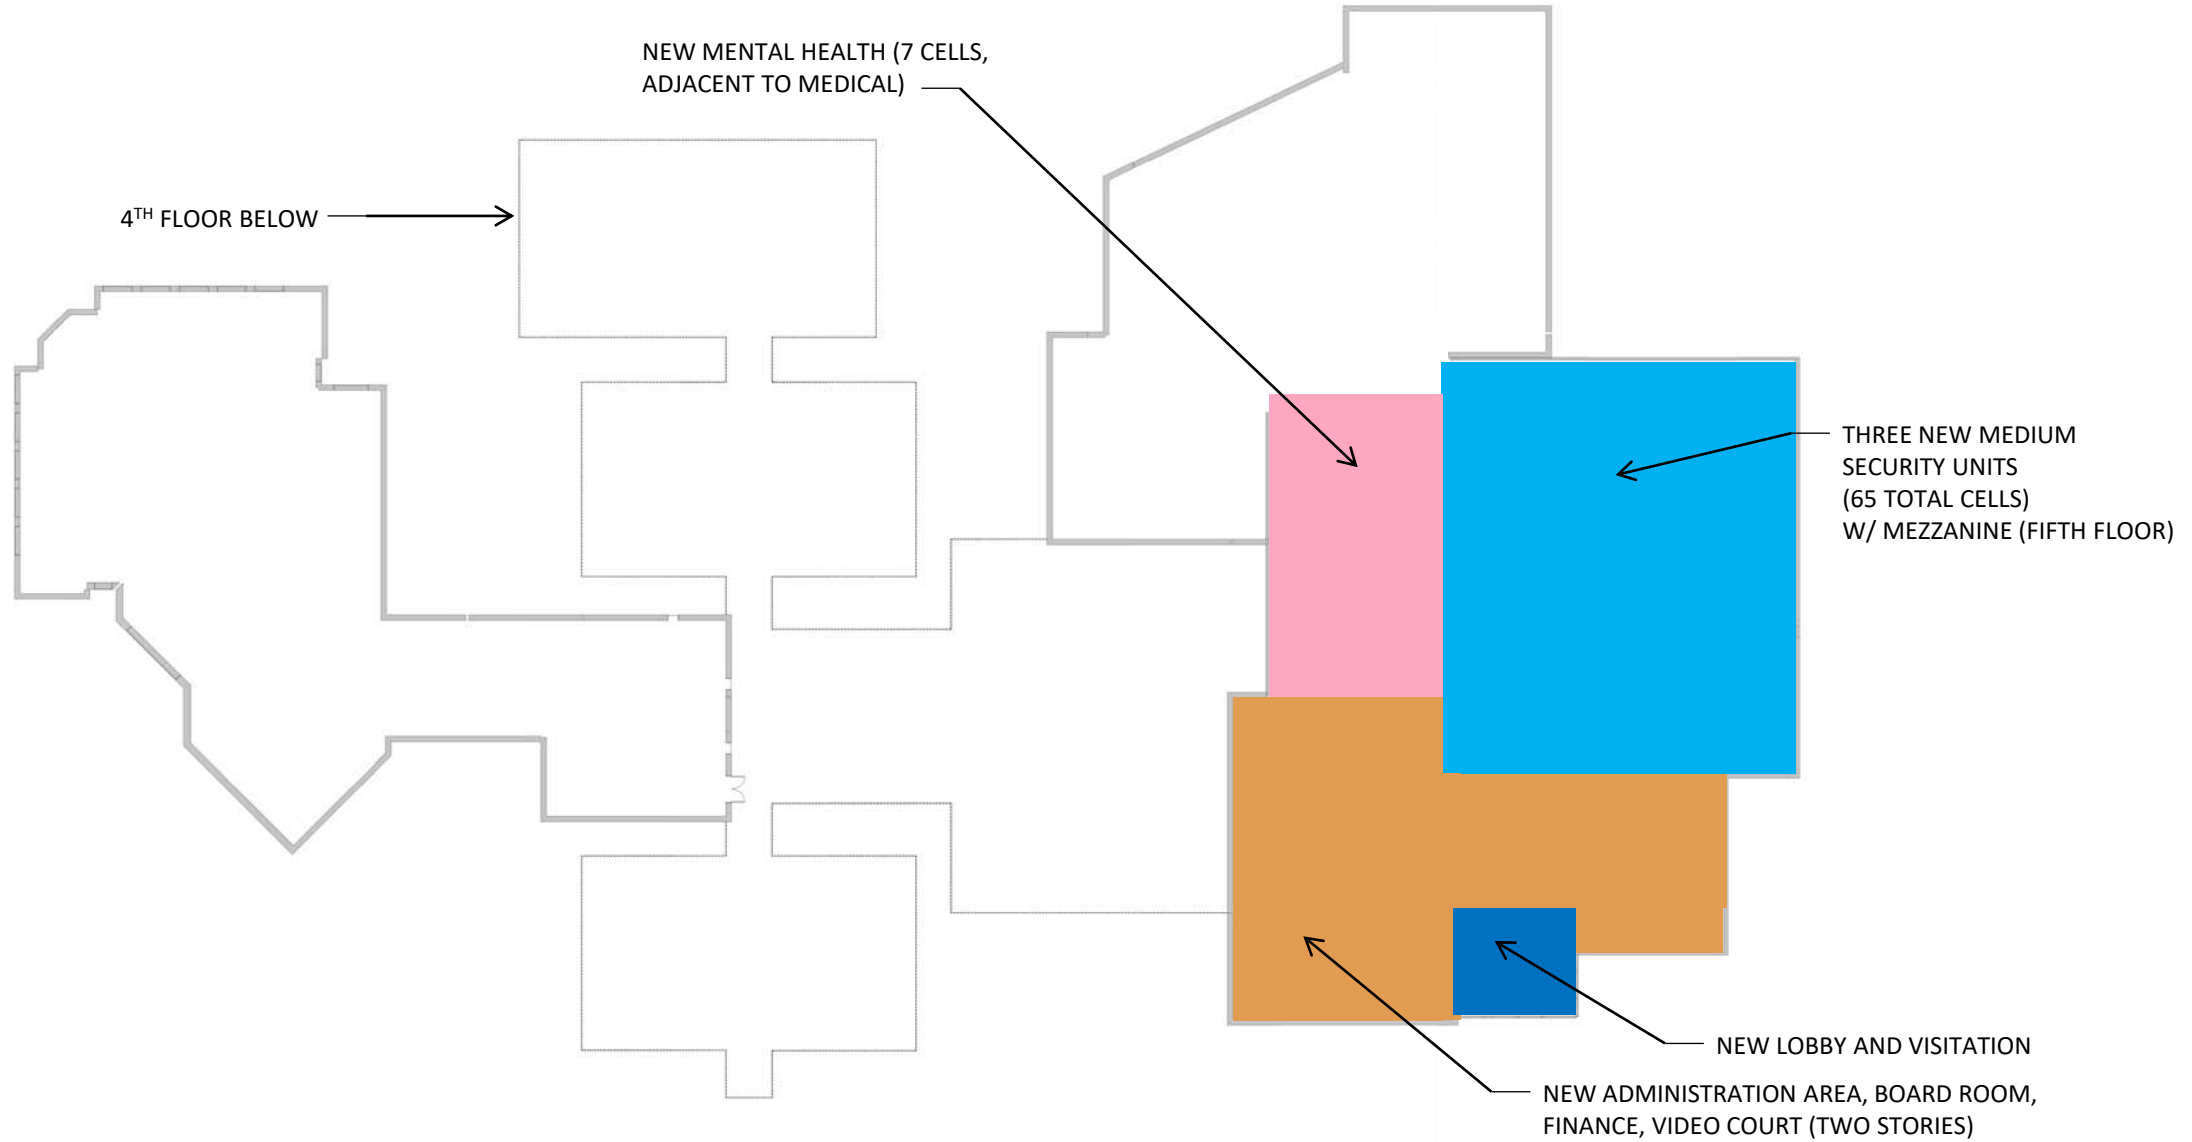 NEW MENTAL HEALTH (7 CELLS,
ADJACENT TO MEDICAL)
4TH FLOOR BELOW
THREE NEW MEDIUM
SECURITY UNITS
(65 TOTAL CELLS)
W/ MEZZANINE (FIFTH FLOOR)
NEW LOBBY AND VISITATION
NEW ADMINISTRATION AREA, BOARD ROOM,
FINANCE, VIDEO COURT (TWO STORIES)